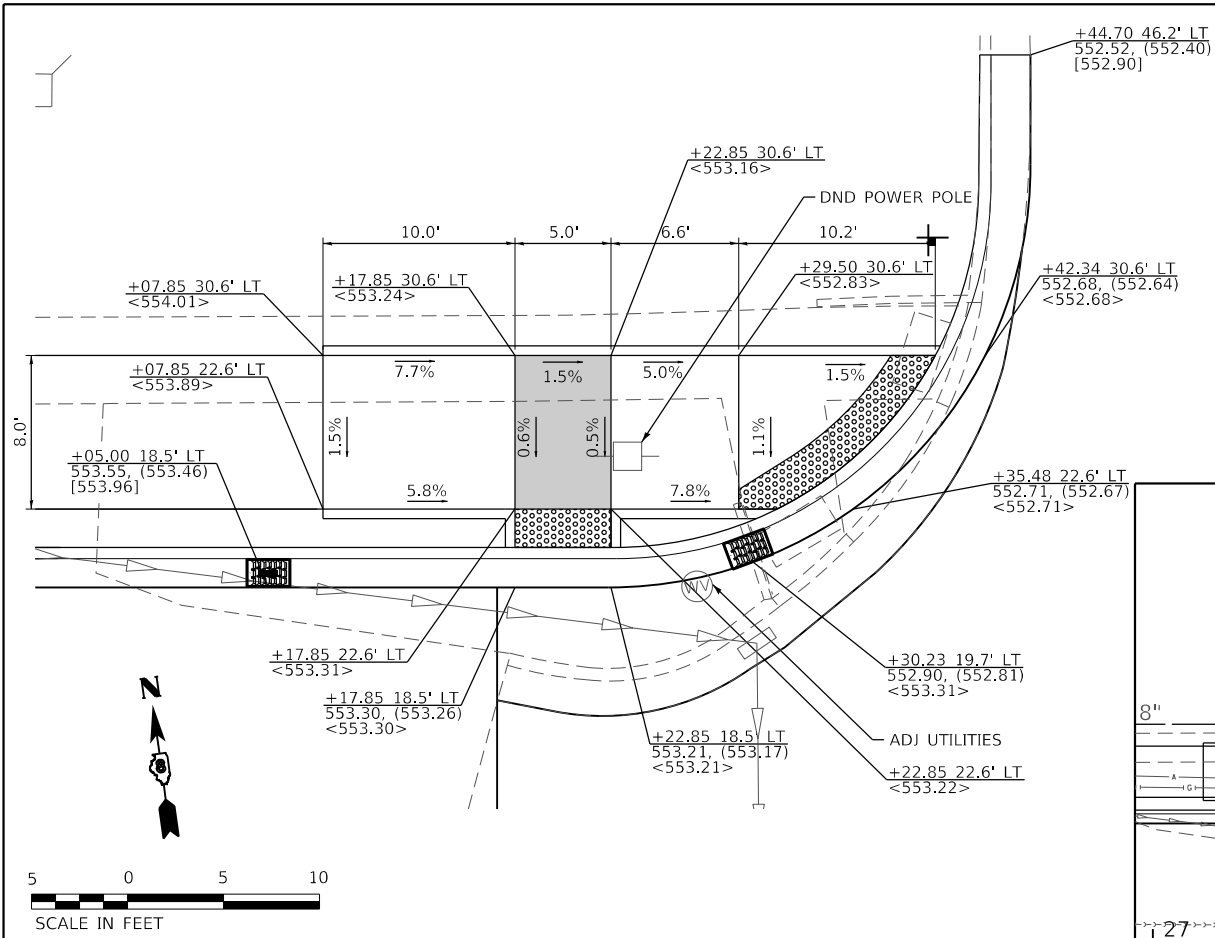 +44.70 46.2' LT
552.52, (552.40)
[552.90]
+22.85 30.6' LT
<553.16>
DND POWER POLE
10.0'
5.0'
6.6'
10.2'
+07.85 30.6' LT
<554.01>
+17.85 30.6' LT
<553.24>
+29.50 30.6' LT
<552.83>
+42.34 30.6' LT
552.68, (552.64)
<552.68>
7.7%
1.5%
5.0%
1.5%
+07.85 22.6' LT
<553.89>
8.0'
1.5%
0.6%
0.5%
1.1%
+05.00 18.5' LT
553.55, (553.46)
[553.96]
5.8%
7.8%
+35.48 22.6' LT
552.71, (552.67)
<552.71>
WV
+17.85 22.6' LT
<553.31>
+30.23 19.7' LT
552.90, (552.81)
<553.31>
+17.85 18.5' LT
553.30, (553.26)
<553.30>
+22.85 18.5' LT
553.21, (553.17)
<553.21>
ADJ UTILITIES
+22.85 22.6' LT
<553.22>
N
8
8"
A
G
5 0 5 10
SCALE IN FEET
27